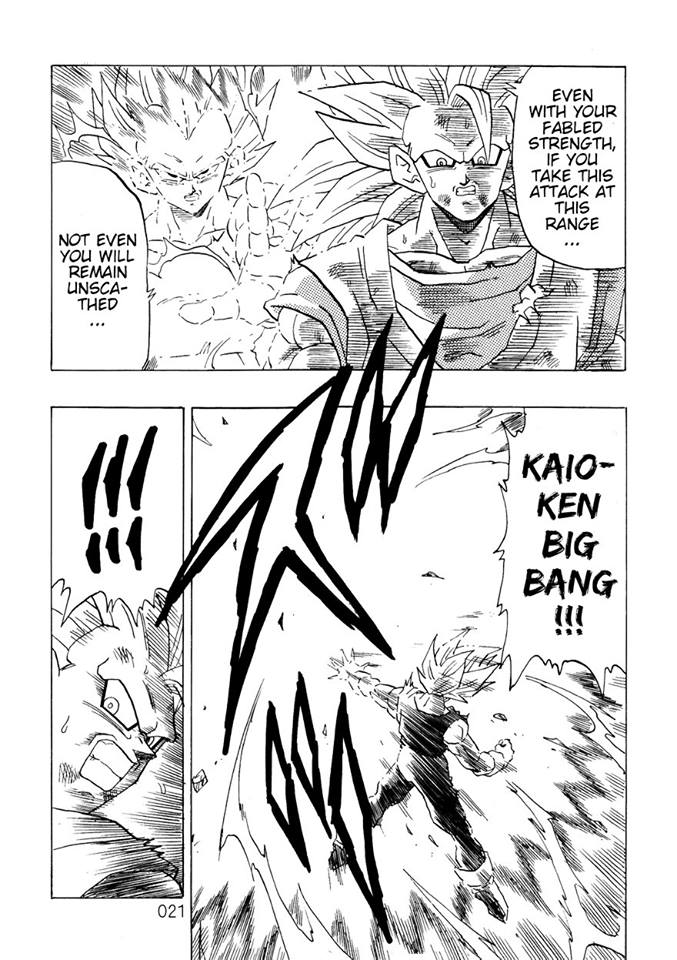 EVEN
WITH YOUR
FABLED
STRENGTH,
IF YOU
TAKE THIS
ATTACK AT
THIS
RANGE
...
NOT EVEN
YOU WILL
REMAIN
UNSCA-
THED
...
KAIO-
KEN
BIG
BANG
!!!
!!!
021